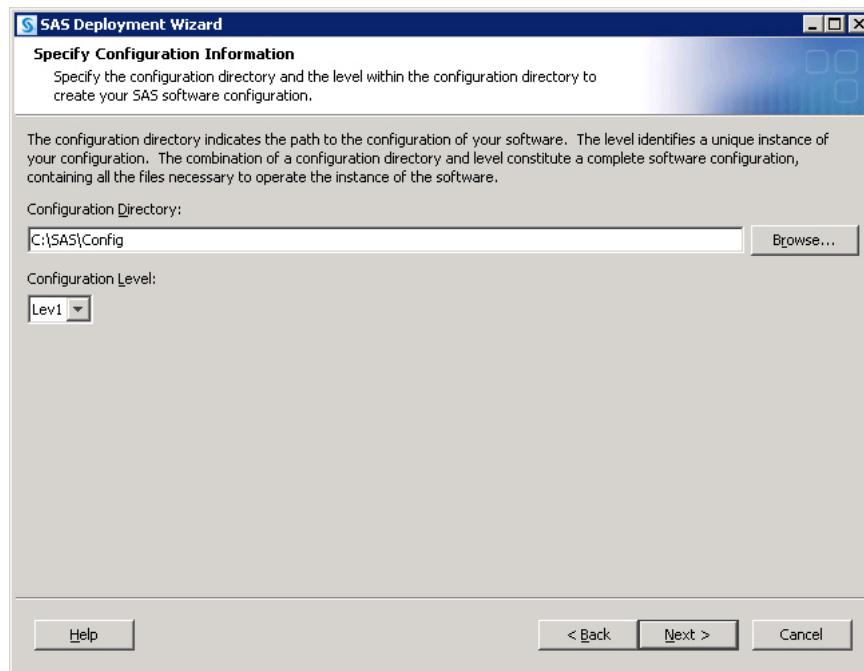 SAS Deployment Wizard
Specify Configuration Information
Specify the configuration directory and the level within the configuration directory to
create your SAS software configuration.
The configuration directory indicates the path to the configuration of your software.  The level identifies a unique instance of
your configuration.  The combination of a configuration directory and level constitute a complete software configuration,
containing all the files necessary to operate the instance of the software.
Configuration Directory:
C:\SAS\Config
Browse...
Configuration Level:
Lev1
Help
< Back
Next >
Cancel